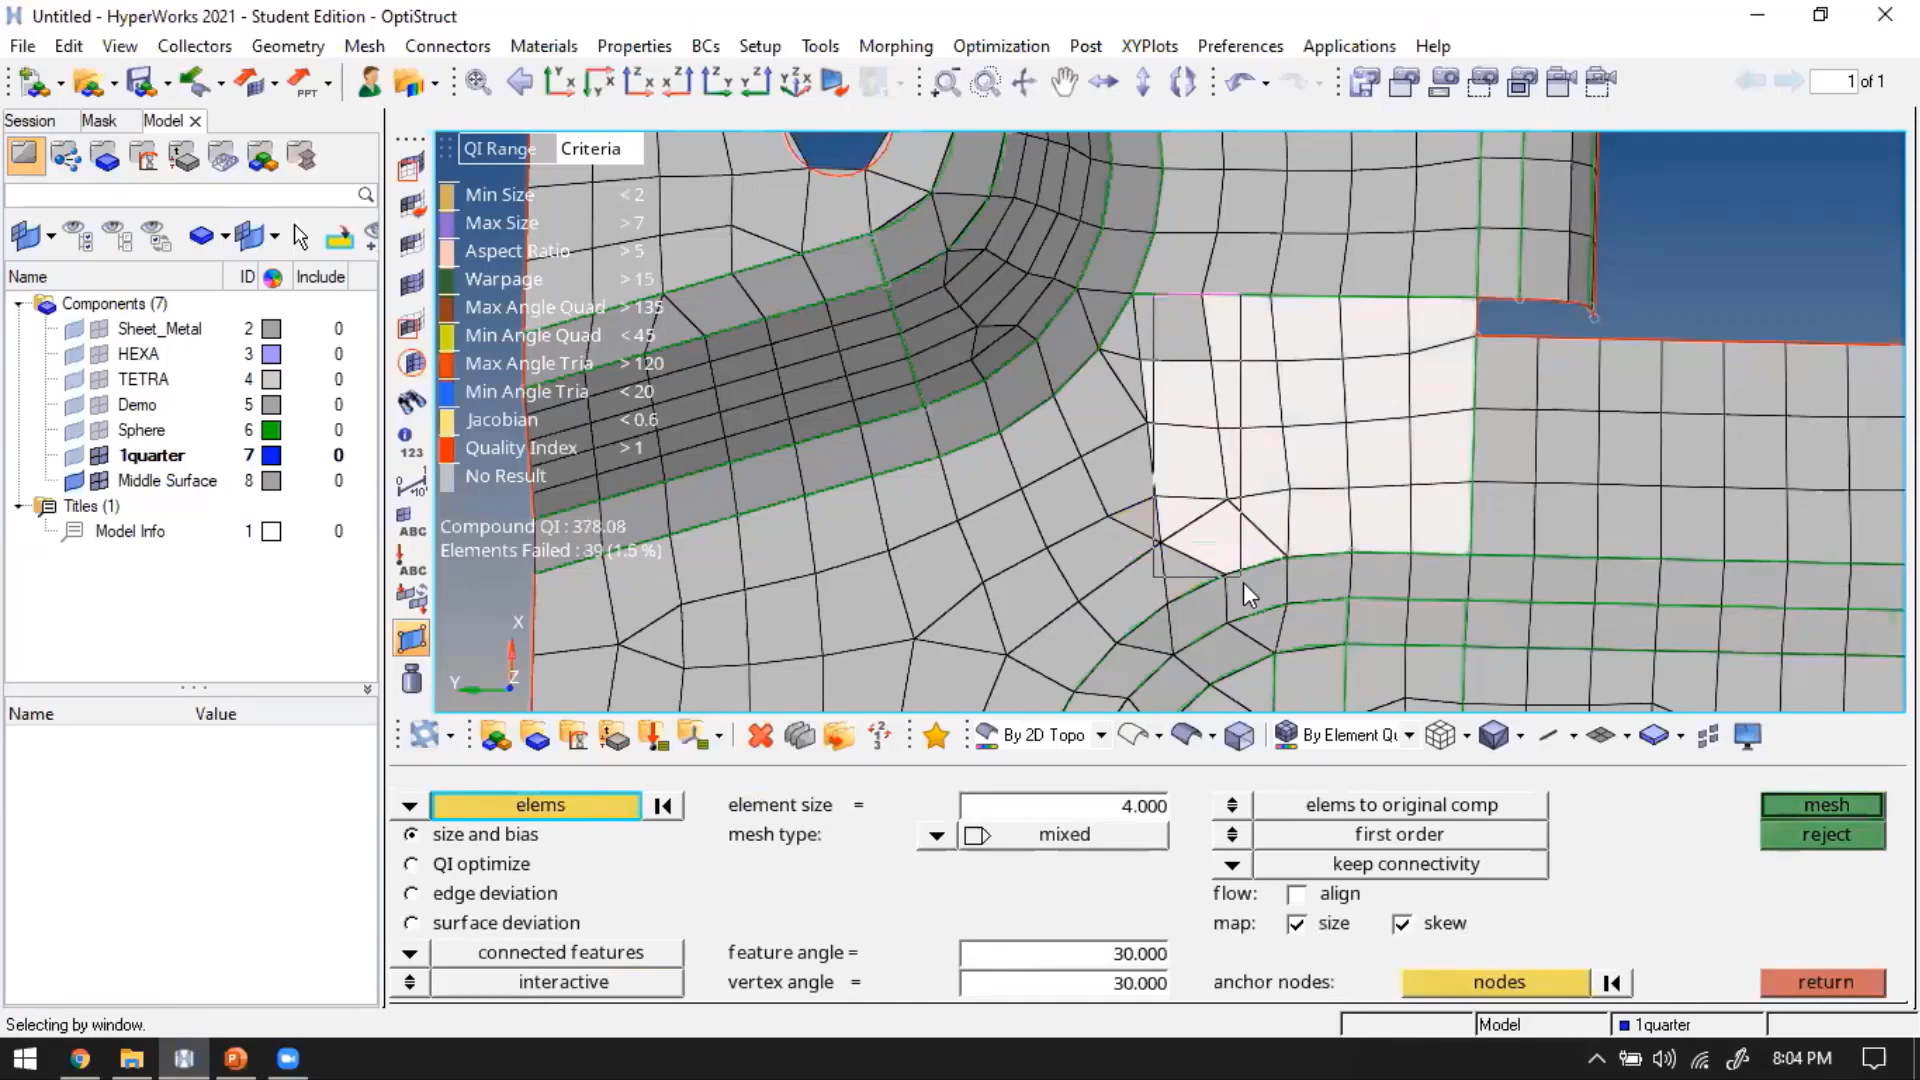 Untitled - HyperWorks 2021 - Student Edition - OptiStruct
File Edit View Collectors Geometry Mesh Connectors Materials Properties BCs Setup Tools Morphing Optimization Post XYPlots Preferences Applications Help
PPT
1 of 1
Session Mask Model
QI Range Criteria
Min Size < 2
Max Size > 7
Aspect Ratio > 5
Warpage > 15
Max Angle Quad > 135
Min Angle Quad < 45
Max Angle Tria > 120
Min Angle Tria < 20
Jacobian < 0.6
Quality Index > 1
No Result
Compound QI : 378.08
Elements Failed : 39 (1.5 %)
Name ID Include
Components (7)
Sheet_Metal 2 0
HEXA 3 0
TETRA 4 0
Demo 5 0
Sphere 6 0
1quarter 7 0
Middle Surface 8 0
Titles (1)
Model Info 1 0
123
ABC
ABC
X
Y
Z
Name Value
By 2D Topo
By Element Qu
elems
size and bias
QI optimize
edge deviation
surface deviation
connected features
interactive
element size = 4.000
mesh type: mixed
feature angle = 30.000
vertex angle = 30.000
elems to original comp
first order
keep connectivity
flow: align
map: size skew
anchor nodes: nodes
mesh
reject
return
Selecting by window.
Model
1quarter
8:04 PM